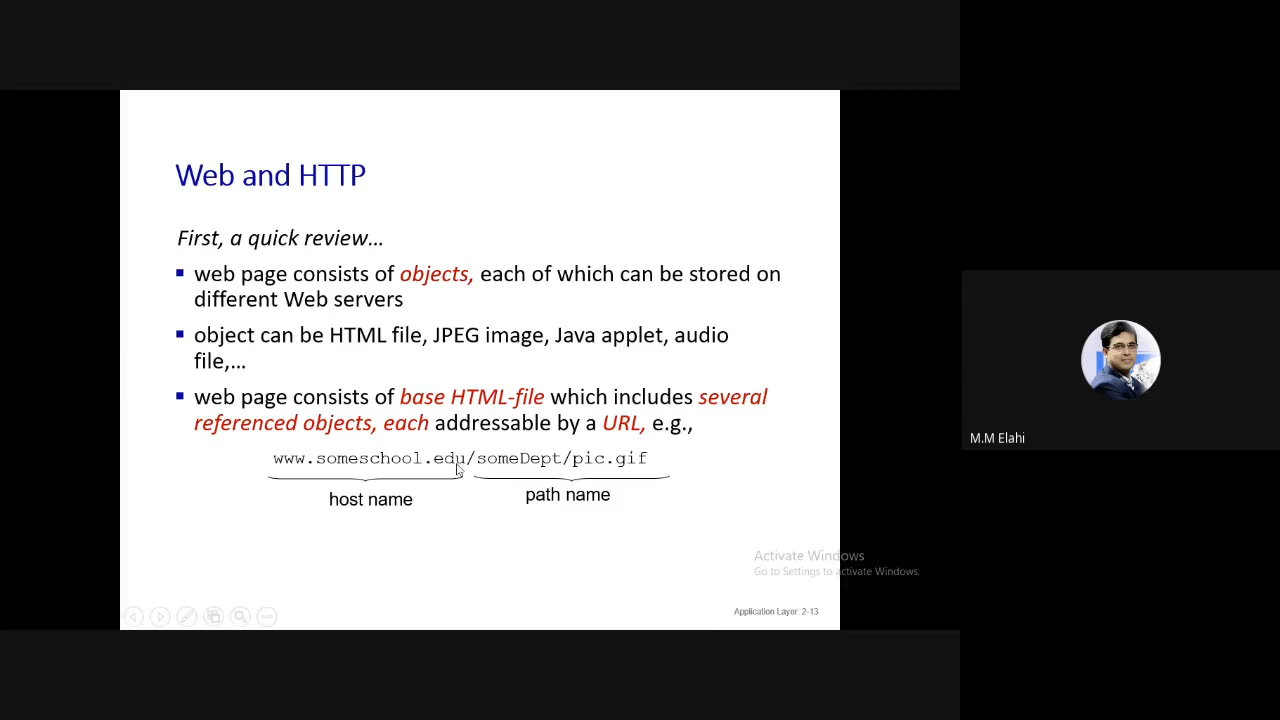 Web and HTTP
First, a quick review…
web page consists of objects, each of which can be stored on
different Web servers
object can be HTML file, JPEG image, Java applet, audio
file,…
web page consists of base HTML-file which includes several
referenced objects, each addressable by a URL, e.g.,
www.someschool.edu/someDept/pic.gif
host name
path name
Activate Windows
Go to Settings to activate Windows.
Application Layer: 2-13
M.M Elahi